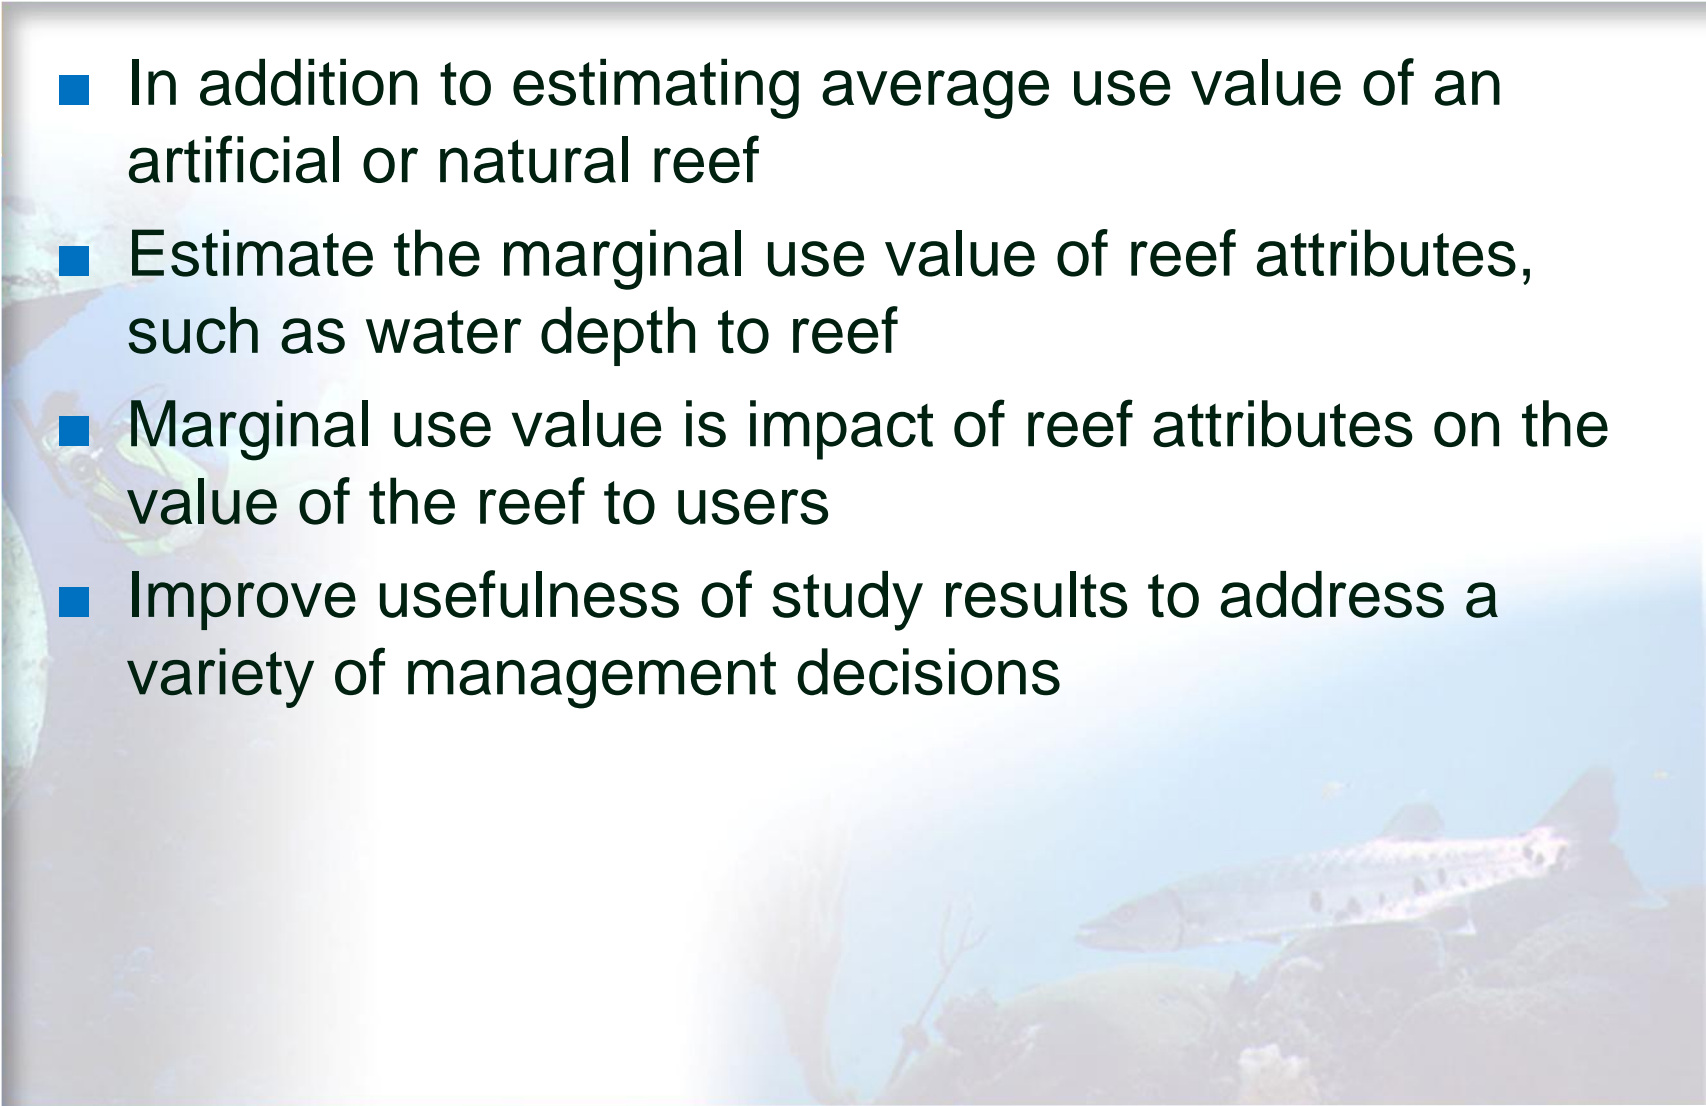 ■ In addition to estimating average use value of an
artificial or natural reef
■ Estimate the marginal use value of reef attributes,
such as water depth to reef
■ Marginal use value is impact of reef attributes on the
value of the reef to users
■ Improve usefulness of study results to address a
variety of management decisions